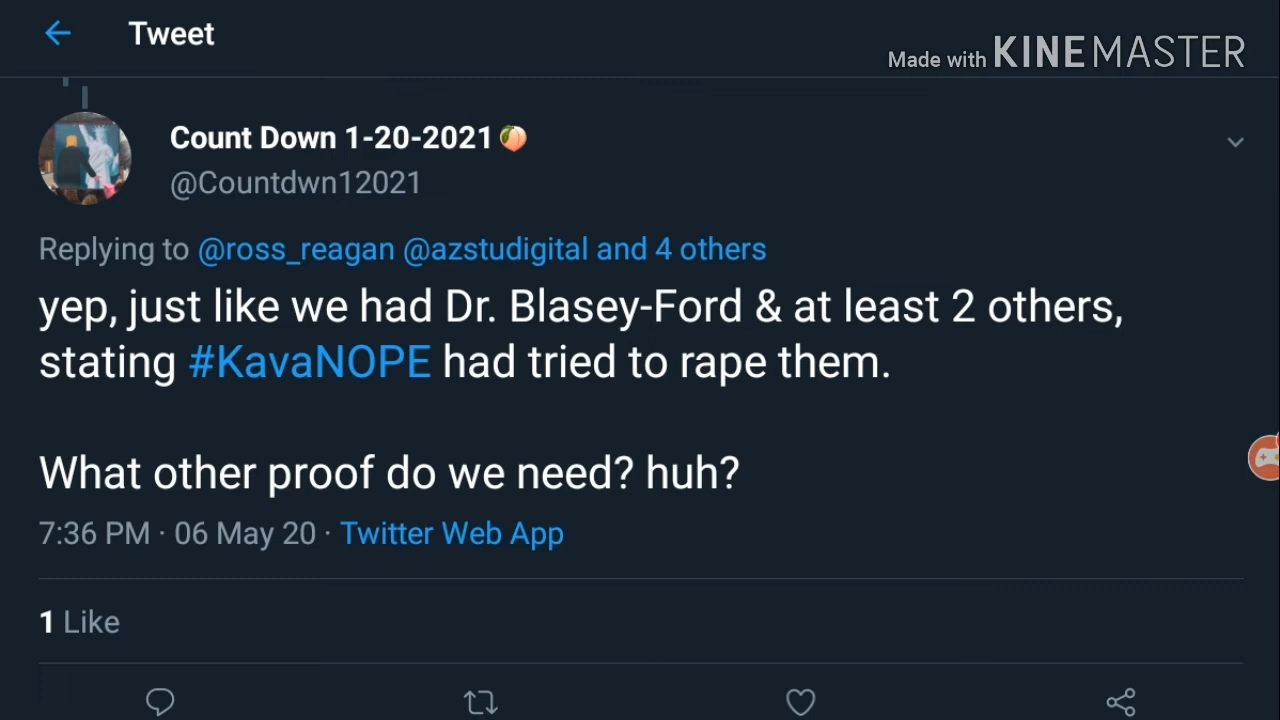 Tweet
Made with KINEMASTER
Count Down 1-20-2021🍑
@Countdwn12021
Replying to @ross_reagan @azstudigital and 4 others
yep, just like we had Dr. Blasey-Ford & at least 2 others,
stating #KavaNOPE had tried to rape them.
What other proof do we need? huh?
7:36 PM · 06 May 20 · Twitter Web App
1 Like